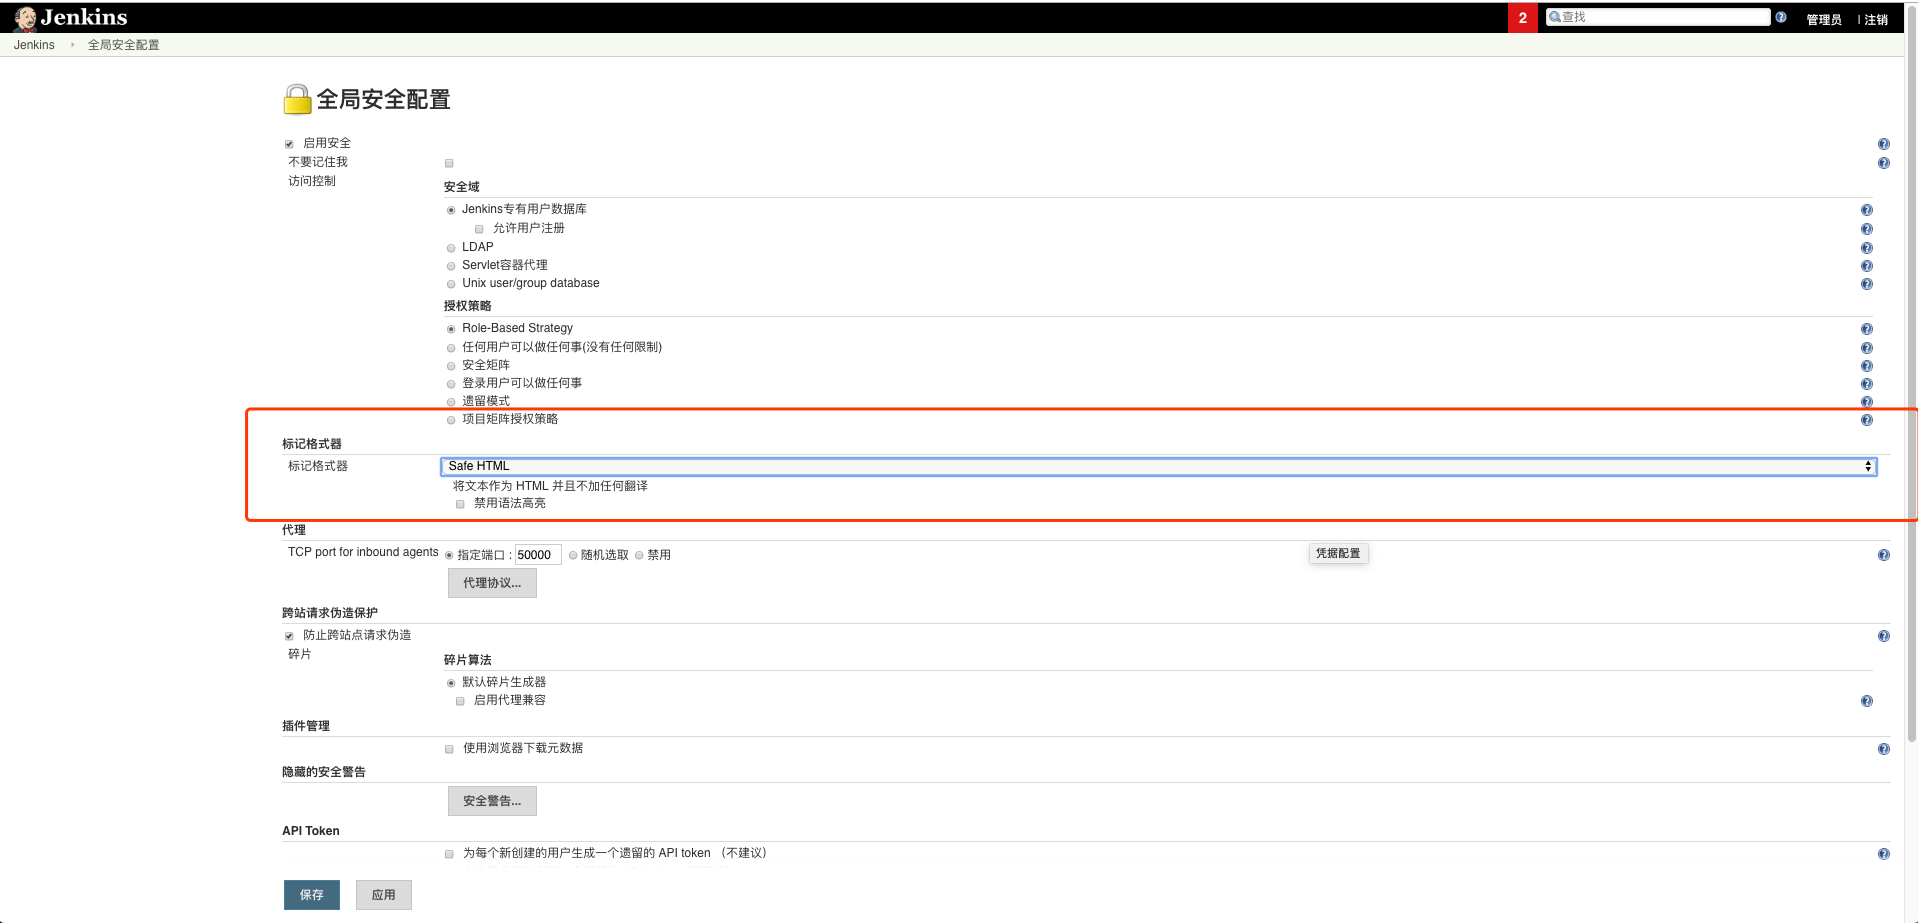 Jenkins
2
查找
管理员
注销
Jenkins
全局安全配置
全局安全配置
启用安全
不要记住我
访问控制
安全域
Jenkins专有用户数据库
允许用户注册
LDAP
Servlet容器代理
Unix user/group database
授权策略
Role-Based Strategy
任何用户可以做任何事(没有任何限制)
安全矩阵
登录用户可以做任何事
遗留模式
项目矩阵授权策略
标记格式器
标记格式器
Safe HTML
将文本作为 HTML 并且不加任何翻译
禁用语法高亮
代理
TCP port for inbound agents
指定端口 : 50000 随机选取 禁用
凭据配置
代理协议...
跨站请求伪造保护
防止跨站点请求伪造
碎片
碎片算法
默认碎片生成器
启用代理兼容
插件管理
使用浏览器下载元数据
隐藏的安全警告
安全警告...
API Token
为每个新创建的用户生成一个遗留的 API token （不建议）
保存
应用